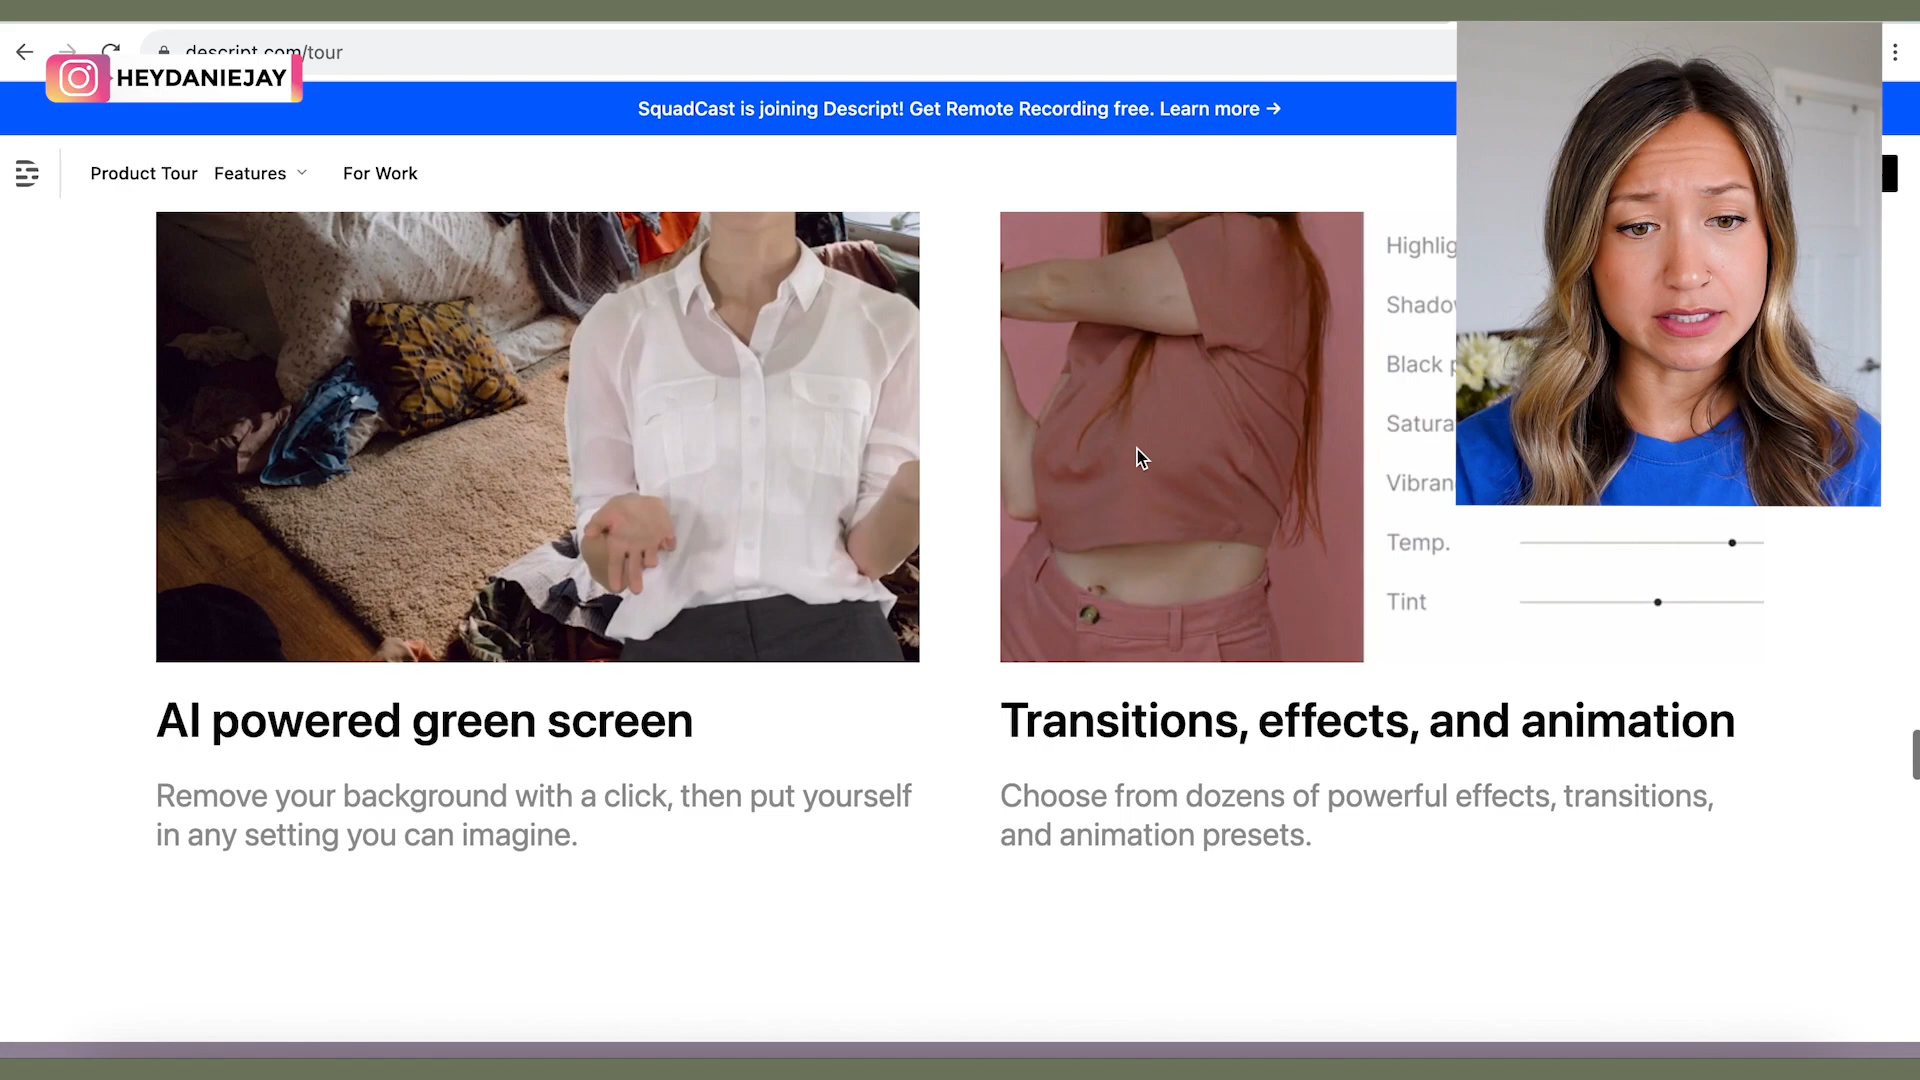 descript.com/tour
HEYDANIEJAY
SquadCast is joining Descript! Get Remote Recording free. Learn more →
Product Tour Features For Work
Temp.
Tint
AI powered green screen
Remove your background with a click, then put yourself
in any setting you can imagine.
Transitions, effects, and animation
Choose from dozens of powerful effects, transitions,
and animation presets.